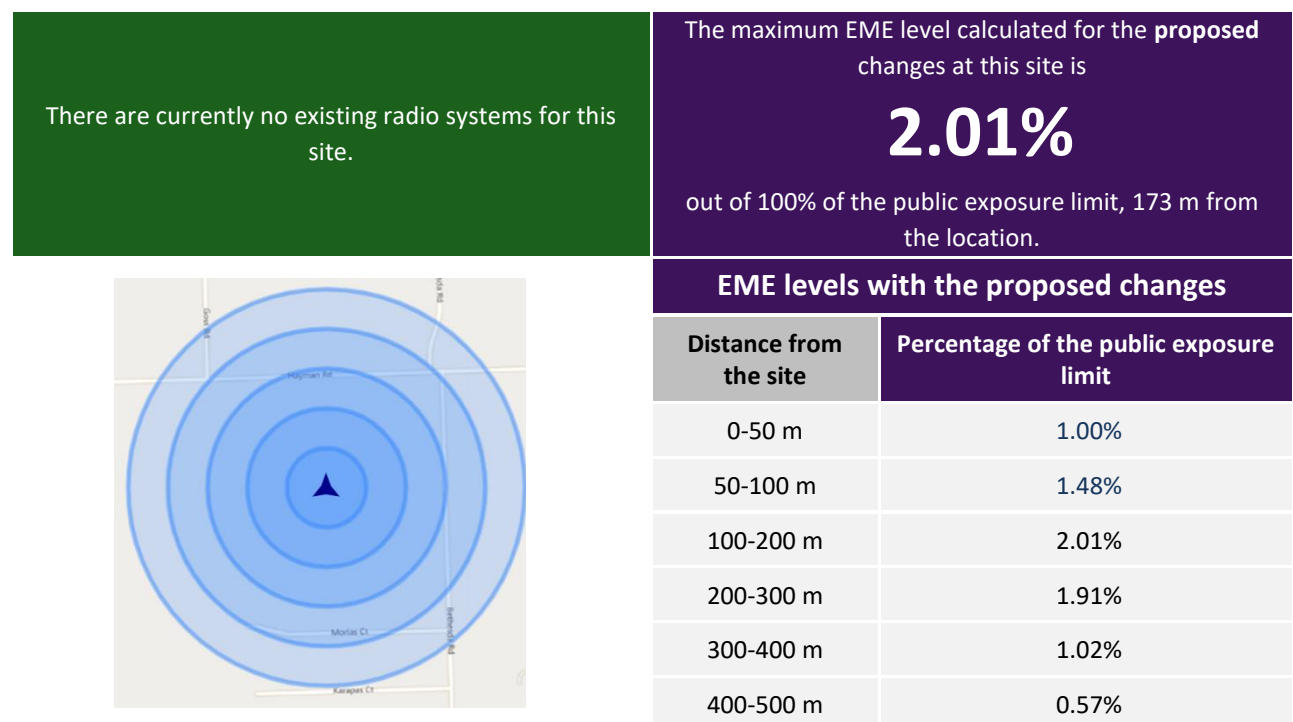 There are currently no existing radio systems for this
site.
The maximum EME level calculated for the proposed
changes at this site is
2.01%
out of 100% of the public exposure limit, 173 m from
the location.
Hayman Rd
Morias Ct
Karapas Ct
EME levels with the proposed changes
Distance from
the site
Percentage of the public exposure
limit
0-50 m
1.00%
50-100 m
1.48%
100-200 m
2.01%
200-300 m
1.91%
300-400 m
1.02%
400-500 m
0.57%